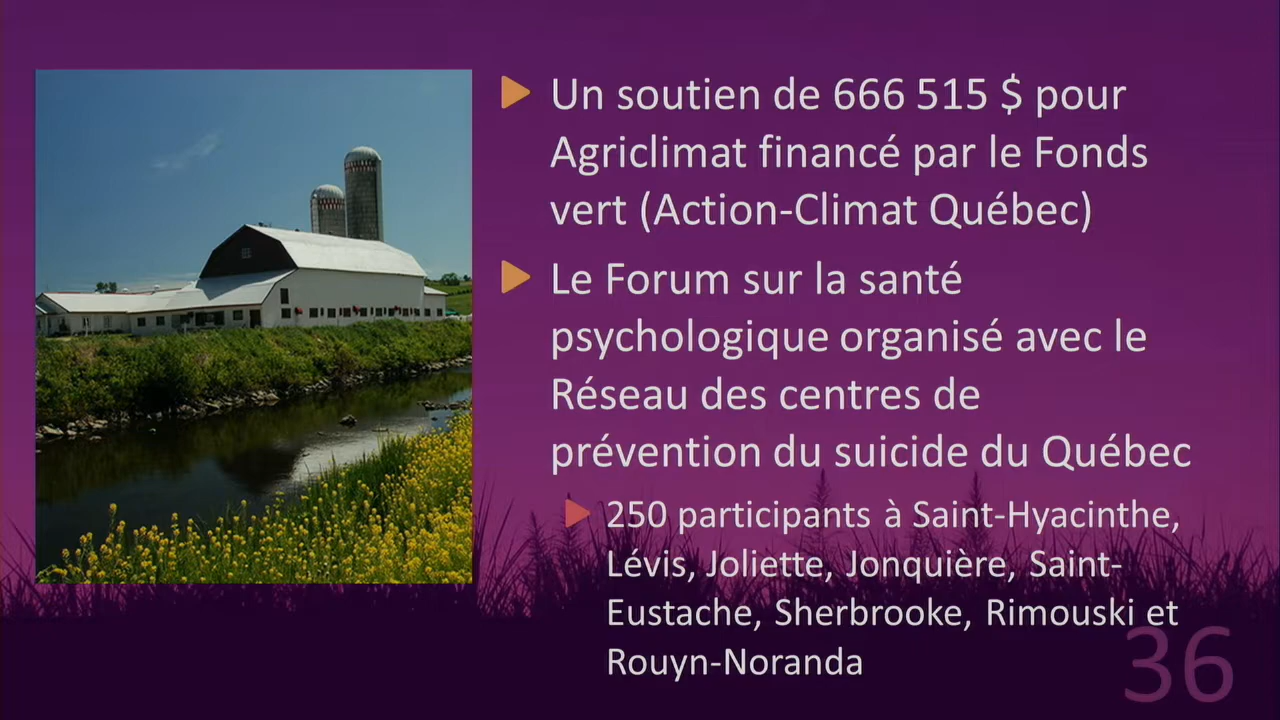 Un soutien de 666 515 $ pour
Agriclimat financé par le Fonds
vert (Action-Climat Québec)
Le Forum sur la santé
psychologique organisé avec le
Réseau des centres de
prévention du suicide du Québec
250 participants à Saint-Hyacinthe,
Lévis, Joliette, Jonquière, Saint-
Eustache, Sherbrooke, Rimouski et
Rouyn-Noranda
36